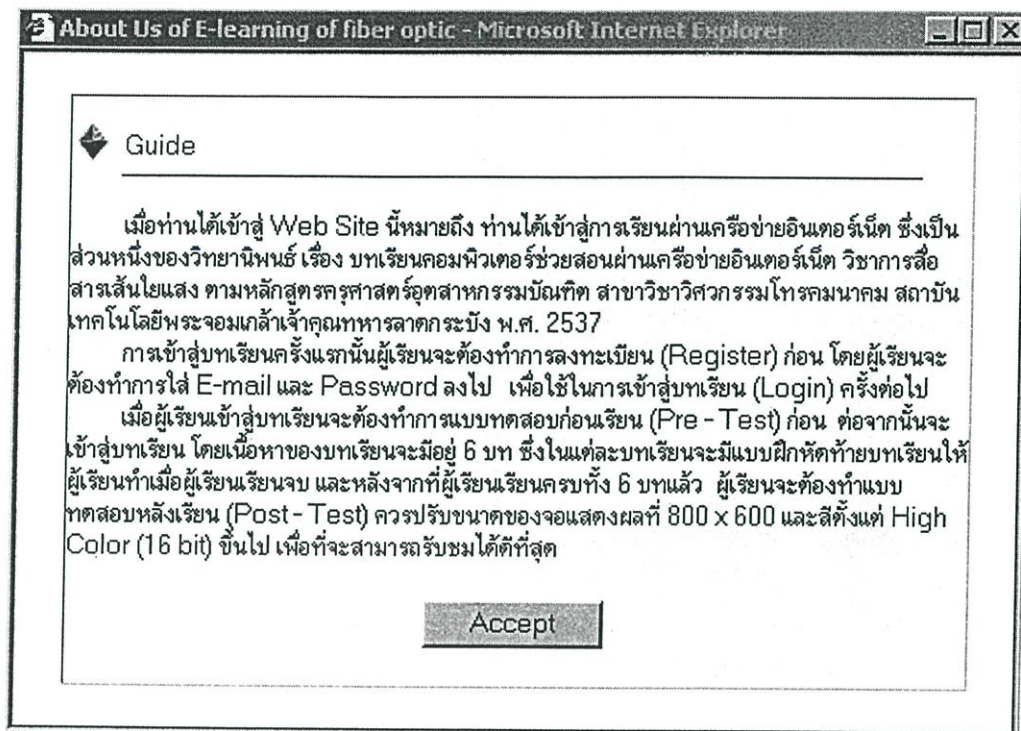 About Us of E-learning of fiber optic - Microsoft Internet Explorer
Guide
เมื่อท่านได้เข้าสู่ Web Site นี้หมายถึง ท่านได้เข้าสู่การเรียนผ่านเครือข่ายอินเตอร์เน็ต ซึ่งเป็น
ส่วนหนึ่งของวิทยานิพนธ์ เรื่อง บทเรียนคอมพิวเตอร์ช่วยสอนผ่านเครือข่ายอินเตอร์เน็ต วิชาการสื่อ
สารเส้นใยแสง ตามหลักสูตรครุศาสตร์อุตสาหกรรมบัณฑิต สาขาวิชาวิศวกรรมโทรคมนาคม สถาบัน
เทคโนโลยีพระจอมเกล้าเจ้าคุณทหารลาดกระบัง พ.ศ. 2537
การเข้าสู่บทเรียนครั้งแรกนั้นผู้เรียนจะต้องทำการลงทะเบียน (Register) ก่อน โดยผู้เรียนจะ
ต้องทำการใส่ E-mail และ Password ลงไป เพื่อใช้ในการเข้าสู่บทเรียน (Login) ครั้งต่อไป
เมื่อผู้เรียนเข้าสู่บทเรียนจะต้องทำการแบบทดสอบก่อนเรียน (Pre - Test) ก่อน ต่อจากนั้นจะ
เข้าสู่บทเรียน โดยเนื้อหาของบทเรียนจะมีอยู่ 6 บท ซึ่งในแต่ละบทเรียนจะมีแบบฝึกหัดท้ายบทเรียนให้
ผู้เรียนทำเมื่อผู้เรียนเรียนจบ และหลังจากที่ผู้เรียนเรียนครบทั้ง 6 บทแล้ว ผู้เรียนจะต้องทำแบบ
ทดสอบหลังเรียน (Post - Test) ควรปรับขนาดของจอแสดงผลที่ 800 x 600 และสีตั้งแต่ High
Color (16 bit) ขึ้นไป เพื่อที่จะสามารถรับชมได้ดีที่สุด
Accept